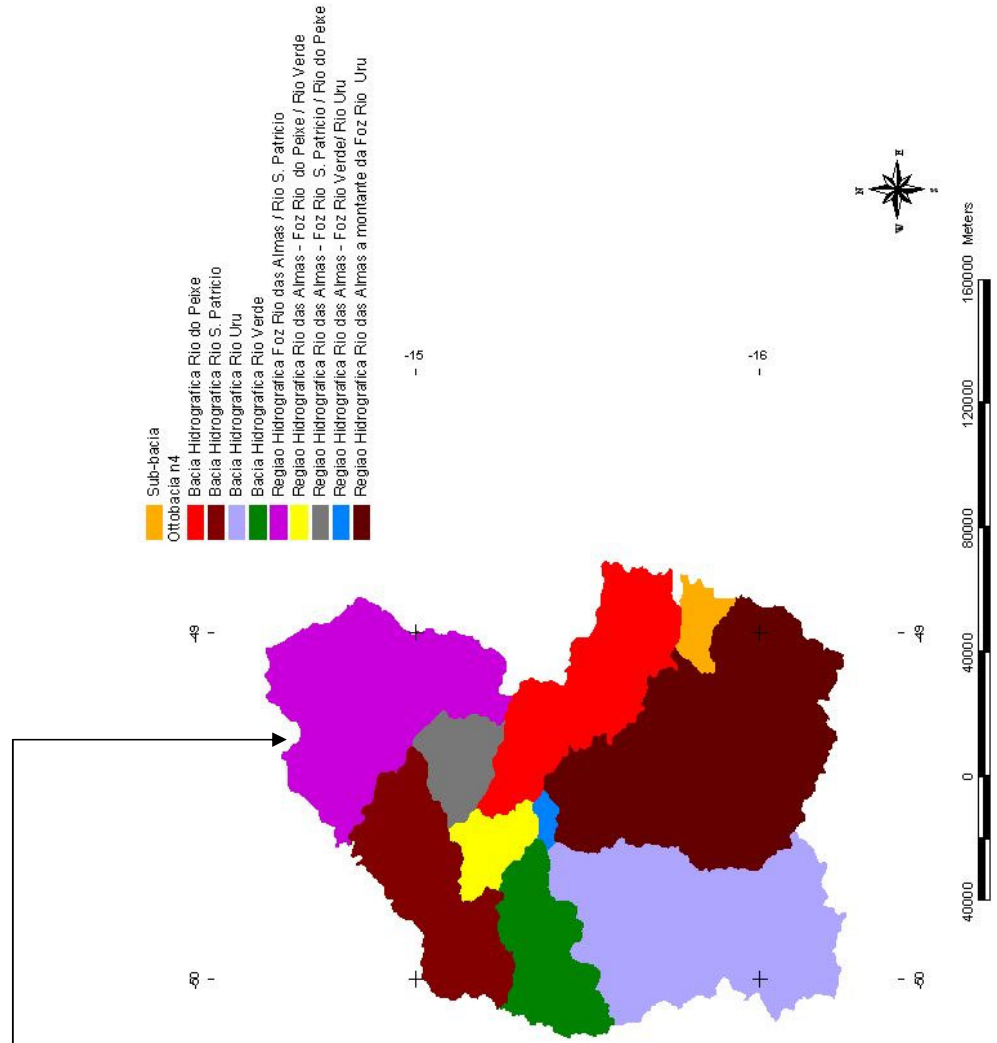 Sub-bacia
Ottobacia n4
Bacia Hidrografica Rio do Peixe
Bacia Hidrografica Rio S. Patricio
Bacia Hidrografica Rio Uru
Bacia Hidrografica Rio Verde
Regiao Hidrografica Foz Rio das Almas / Rio S. Patricio
Regiao Hidrografica Rio das Almas - Foz Rio do Peixe / Rio Verde
Regiao Hidrografica Rio das Almas - Foz Rio S. Patricio / Rio do Peixe
Regiao Hidrografica Rio das Almas - Foz Rio Verde/ Rio Uru
Regiao Hidrografica Rio das Almas a montante da Foz Rio Uru
-50
-49
-15
-16
-50
-49
N
W
E
S
40000 0 40000 80000 120000 160000 Meters